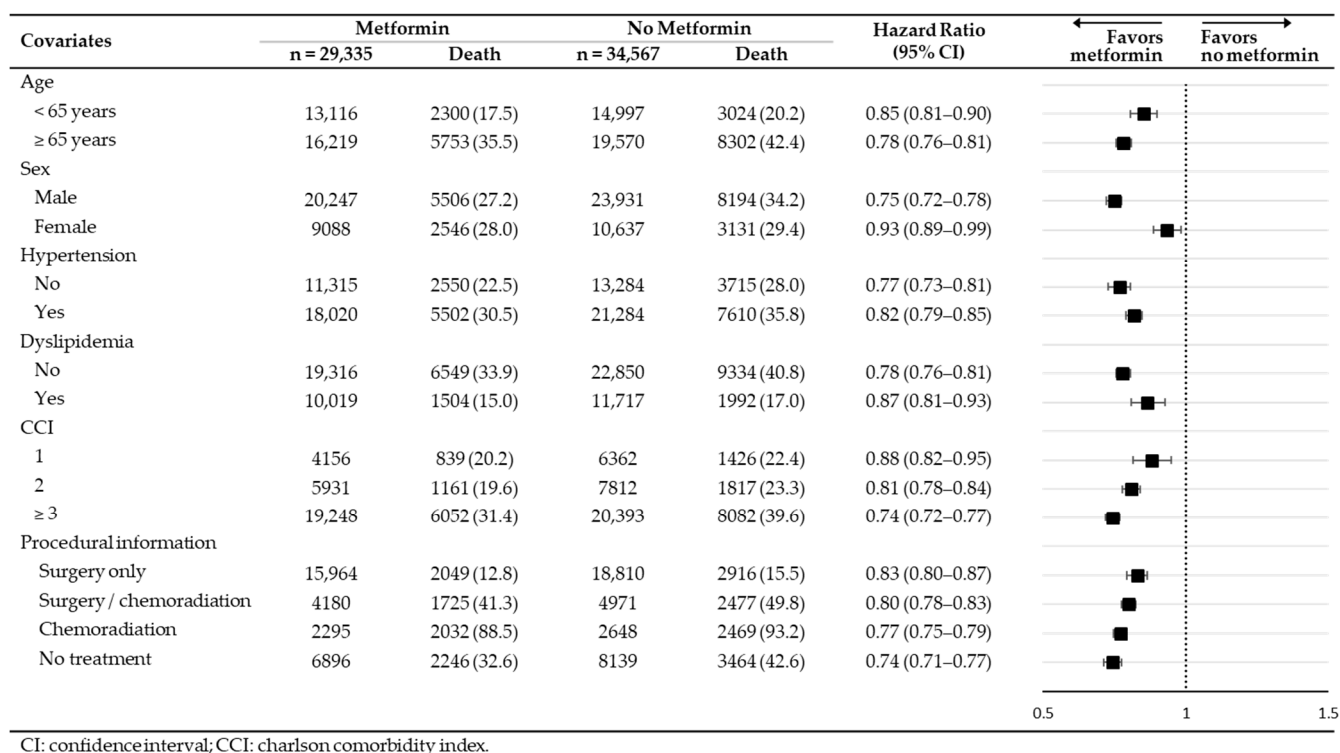 Covariates Metformin No Metformin Hazard Ratio (95% CI) Favors metformin Favors no metformin
n = 29,335 Death n = 34,567 Death
Age
< 65 years 13,116 2300 (17.5) 14,997 3024 (20.2) 0.85 (0.81–0.90)
≥ 65 years 16,219 5753 (35.5) 19,570 8302 (42.4) 0.78 (0.76–0.81)
Sex
Male 20,247 5506 (27.2) 23,931 8194 (34.2) 0.75 (0.72–0.78)
Female 9088 2546 (28.0) 10,637 3131 (29.4) 0.93 (0.89–0.99)
Hypertension
No 11,315 2550 (22.5) 13,284 3715 (28.0) 0.77 (0.73–0.81)
Yes 18,020 5502 (30.5) 21,284 7610 (35.8) 0.82 (0.79–0.85)
Dyslipidemia
No 19,316 6549 (33.9) 22,850 9334 (40.8) 0.78 (0.76–0.81)
Yes 10,019 1504 (15.0) 11,717 1992 (17.0) 0.87 (0.81–0.93)
CCI
1 4156 839 (20.2) 6362 1426 (22.4) 0.88 (0.82–0.95)
2 5931 1161 (19.6) 7812 1817 (23.3) 0.81 (0.78–0.84)
≥ 3 19,248 6052 (31.4) 20,393 8082 (39.6) 0.74 (0.72–0.77)
Procedural information
Surgery only 15,964 2049 (12.8) 18,810 2916 (15.5) 0.83 (0.80–0.87)
Surgery / chemoradiation 4180 1725 (41.3) 4971 2477 (49.8) 0.80 (0.78–0.83)
Chemoradiation 2295 2032 (88.5) 2648 2469 (93.2) 0.77 (0.75–0.79)
No treatment 6896 2246 (32.6) 8139 3464 (42.6) 0.74 (0.71–0.77)
0.5 1 1.5
CI: confidence interval; CCI: charlson comorbidity index.